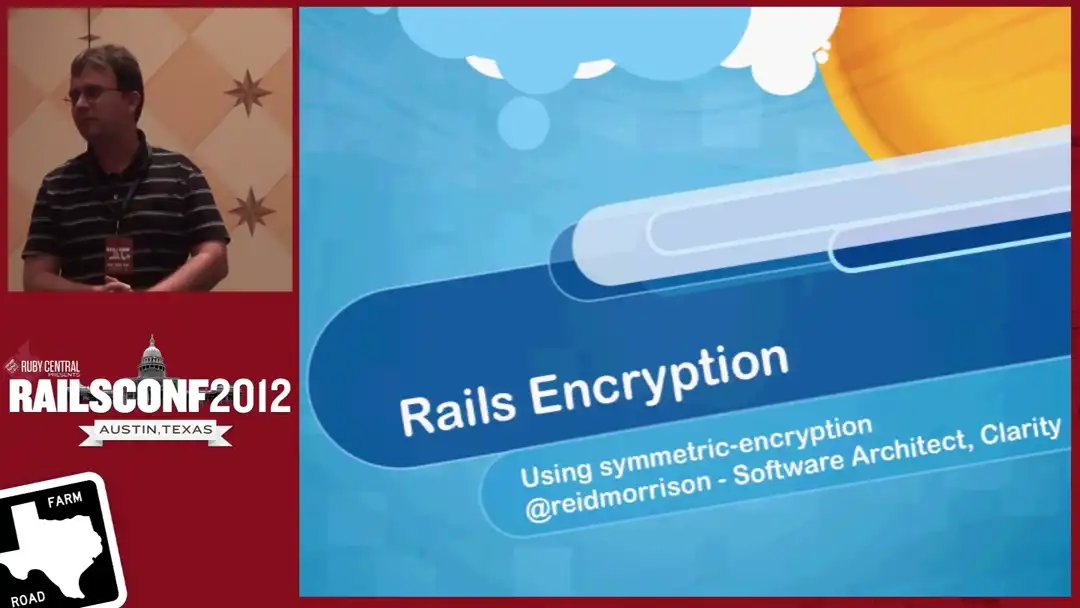 RUBY CENTRAL
PRESENTS
RAILSCONF2012
AUSTIN, TEXAS
FARM
ROAD
Rails Encryption
Using symmetric-encryption
@reidmorrison - Software Architect, Clarity